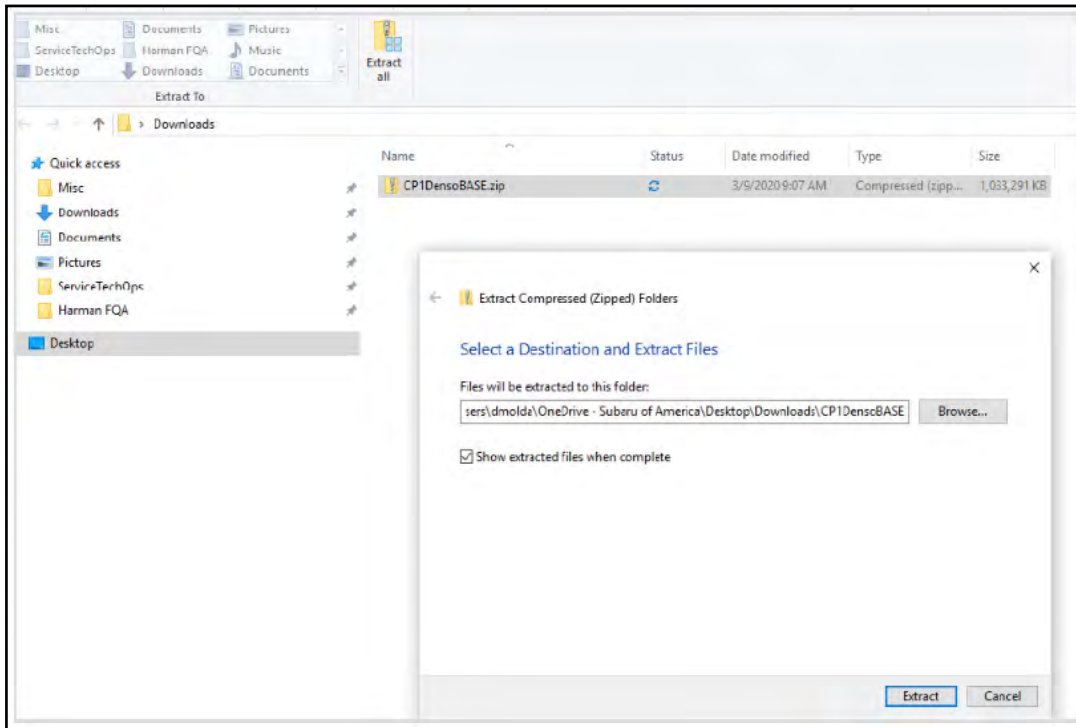 Misc Documents Pictures
ServiceTechOps Harman FQA Music
Desktop Downloads Documents
Extract all
Extract To
Downloads
Quick access
Misc
Downloads
Documents
Pictures
ServiceTechOps
Harman FQA
Desktop
Name Status Date modified Type Size
CP1DensoBASE.zip 3/9/2020 9:07 AM Compressed (zipp... 1,033,291 KB
Extract Compressed (Zipped) Folders
Select a Destination and Extract Files
Files will be extracted to this folder:
sers\dmolda\OneDrive - Subaru of America\Desktop\Downloads\CP1DensoBASE
Browse...
Show extracted files when complete
Extract Cancel